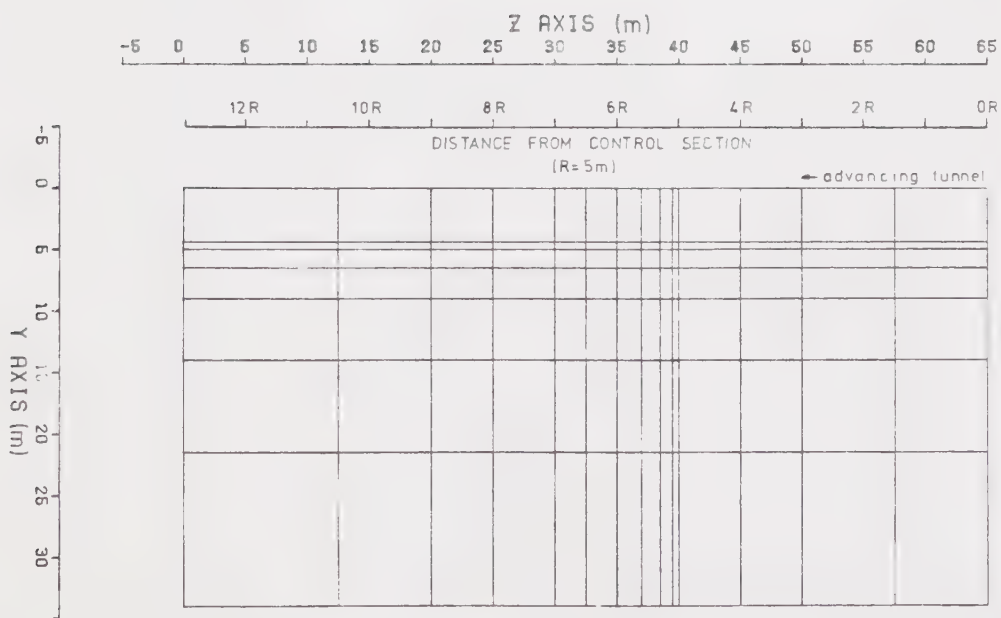 Z AXIS (m)
-5 0 5 10 15 20 25 30 35 40 45 50 55 60 65
12R 10R 8R 6R 4R 2R 0R
DISTANCE FROM CONTROL SECTION
(R=5m)
← advancing tunnel
-5
0
5
10
20
25
30
Y AXIS (m)